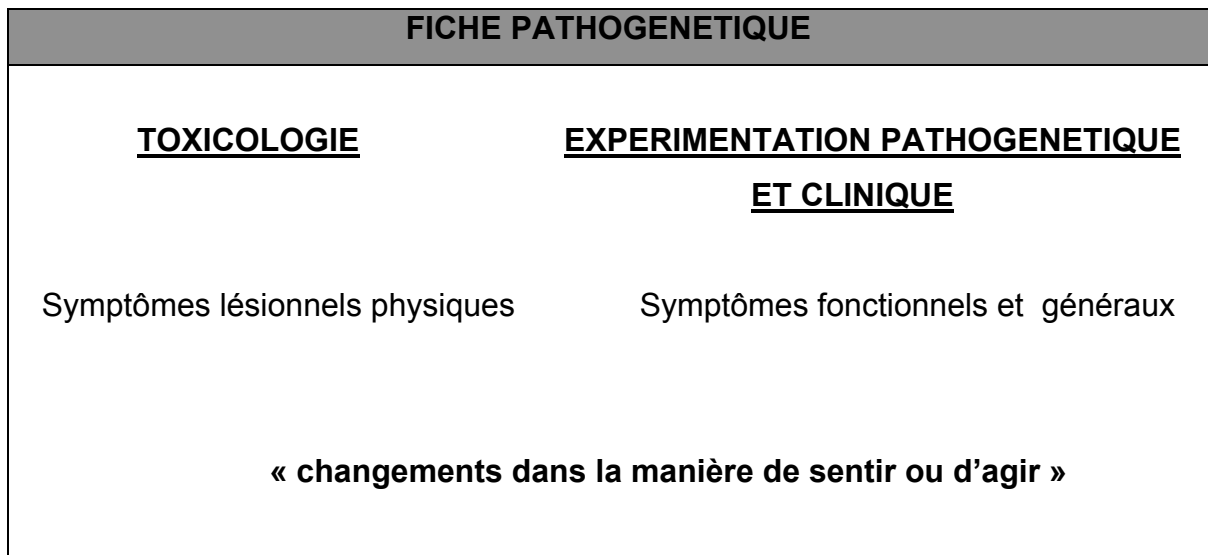 FICHE PATHOGENETIQUE
TOXICOLOGIE
EXPERIMENTATION PATHOGENETIQUE
ET CLINIQUE
Symptômes lésionnels physiques
Symptômes fonctionnels et généraux
« changements dans la manière de sentir ou d’agir »